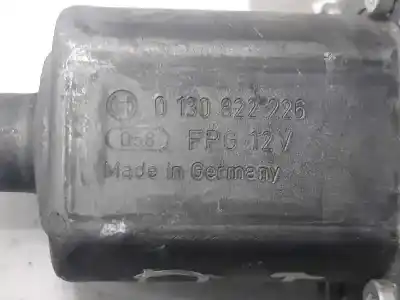 0 130 822 226
058 FPG 12V
Made in Germany